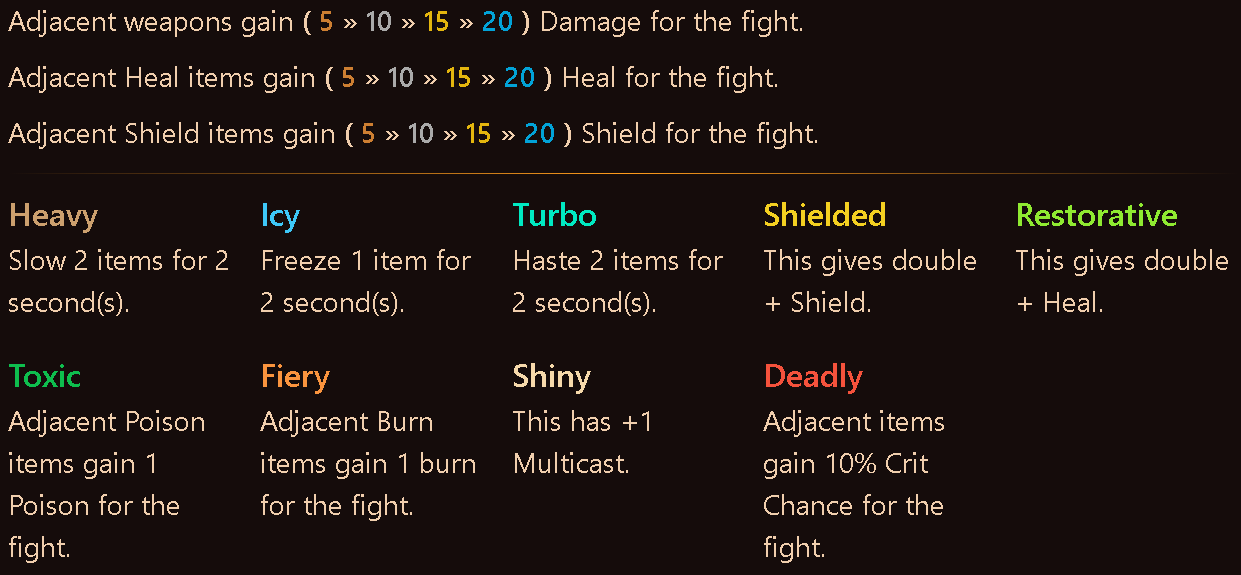 Adjacent weapons gain ( 5 » 10 » 15 » 20 ) Damage for the fight.
Adjacent Heal items gain ( 5 » 10 » 15 » 20 ) Heal for the fight.
Adjacent Shield items gain ( 5 » 10 » 15 » 20 ) Shield for the fight.
Heavy
Slow 2 items for 2
second(s).
Icy
Freeze 1 item for
2 second(s).
Turbo
Haste 2 items for
2 second(s).
Shielded
This gives double
+ Shield.
Restorative
This gives double
+ Heal.
Toxic
Adjacent Poison
items gain 1
Poison for the
fight.
Fiery
Adjacent Burn
items gain 1 burn
for the fight.
Shiny
This has +1
Multicast.
Deadly
Adjacent items
gain 10% Crit
Chance for the
fight.